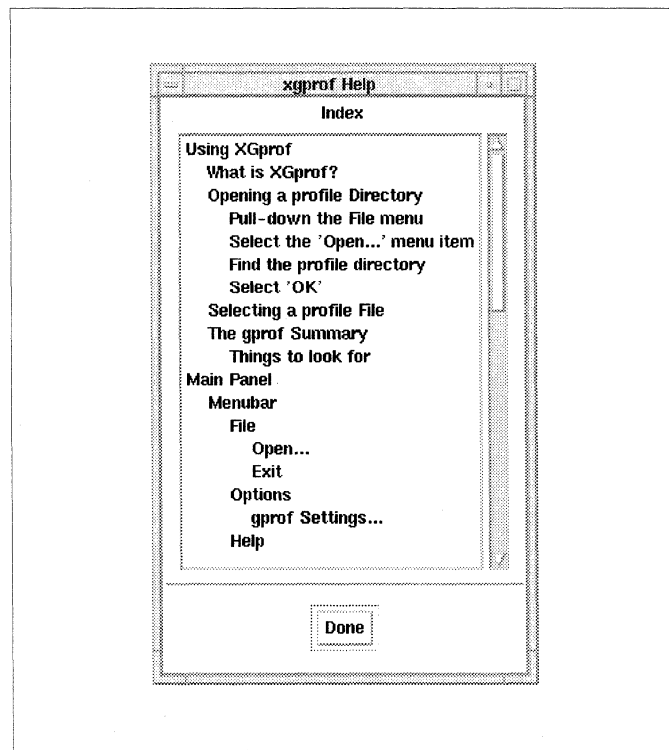 xgprof Help
Index
Using XGprof
What is XGprof?
Opening a profile Directory
Pull-down the File menu
Select the 'Open...' menu item
Find the profile directory
Select 'OK'
Selecting a profile File
The gprof Summary
Things to look for
Main Panel
Menubar
File
Open...
Exit
Options
gprof Settings...
Help
Done